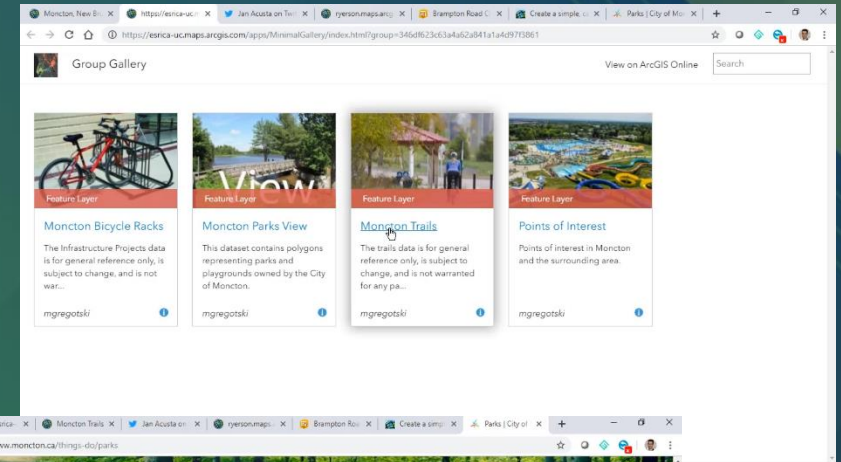 Moncton, New Br
https://esrica-uc.m
Jan Acusta on Twi
ryerson.maps.arcg
Brampton Road C
Create a simple, c
Parks | City of Mon
https://esrica-uc.maps.arcgis.com/apps/MinimalGallery/index.html?group=346df623c63a4a62a841a1a4d97f3861
Group Gallery
View on ArcGIS Online
Search
View
Feature Layer
Feature Layer
Feature Layer
Feature Layer
Moncton Bicycle Racks
The Infrastructure Projects data
is for general reference only, is
subject to change, and is not
war...
mgregotski
Moncton Parks View
This dataset contains polygons
representing parks and
playgrounds owned by the City
of Moncton.
mgregotski
Moncton Trails
The trails data is for general
reference only, is subject to
change, and is not warranted
for any pa...
mgregotski
Points of Interest
Points of interest in Moncton
and the surrounding area.
mgregotski
esrica-
Moncton Trails
Jan Acusta on
ryerson.maps.
Brampton Roa
Create a simp
Parks | City of
ww.moncton.ca/things-do/parks